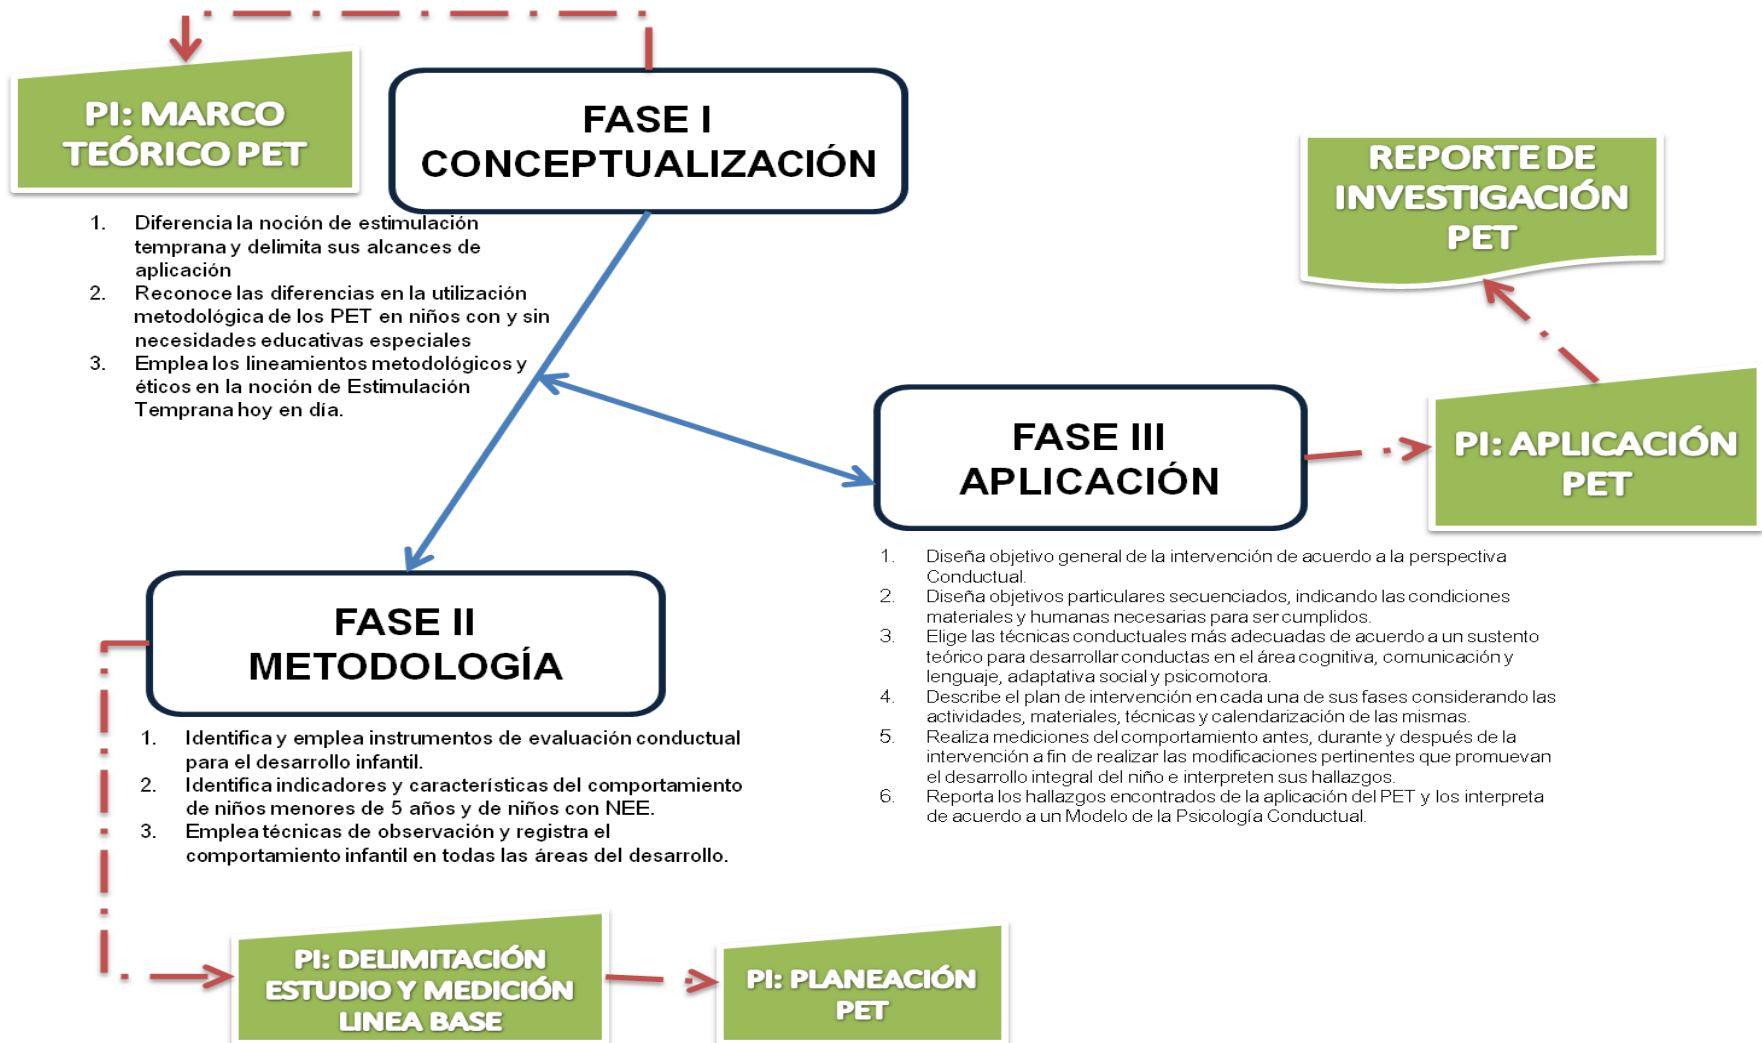 PI: MARCO
TEÓRICO PET
FASE I
CONCEPTUALIZACIÓN
1. Diferencia la noción de estimulación
temprana y delimita sus alcances de
aplicación
2. Reconoce las diferencias en la utilización
metodológica de los PET en niños con y sin
necesidades educativas especiales
3. Emplea los lineamientos metodológicos y
éticos en la noción de Estimulación
Temprana hoy en día.
REPORTE DE
INVESTIGACIÓN
PET
FASE III
APLICACIÓN
PI: APLICACIÓN
PET
1. Diseña objetivo general de la intervención de acuerdo a la perspectiva
Conductual.
2. Diseña objetivos particulares secuenciados, indicando las condiciones
materiales y humanas necesarias para ser cumplidos.
3. Elige las técnicas conductuales más adecuadas de acuerdo a un sustento
teórico para desarrollar conductas en el área cognitiva, comunicación y
lenguaje, adaptativa social y psicomotora.
4. Describe el plan de intervención en cada una de sus fases considerando las
actividades, materiales, técnicas y calendarización de las mismas.
5. Realiza mediciones del comportamiento antes, durante y después de la
intervención a fin de realizar las modificaciones pertinentes que promuevan
el desarrollo integral del niño e interpreten sus hallazgos.
6. Reporta los hallazgos encontrados de la aplicación del PET y los interpreta
de acuerdo a un Modelo de la Psicología Conductual.
FASE II
METODOLOGÍA
1. Identifica y emplea instrumentos de evaluación conductual
para el desarrollo infantil.
2. Identifica indicadores y características del comportamiento
de niños menores de 5 años y de niños con NEE.
3. Emplea técnicas de observación y registra el
comportamiento infantil en todas las áreas del desarrollo.
PI: DELIMITACIÓN
ESTUDIO Y MEDICIÓN
LINEA BASE
PI: PLANEACIÓN
PET